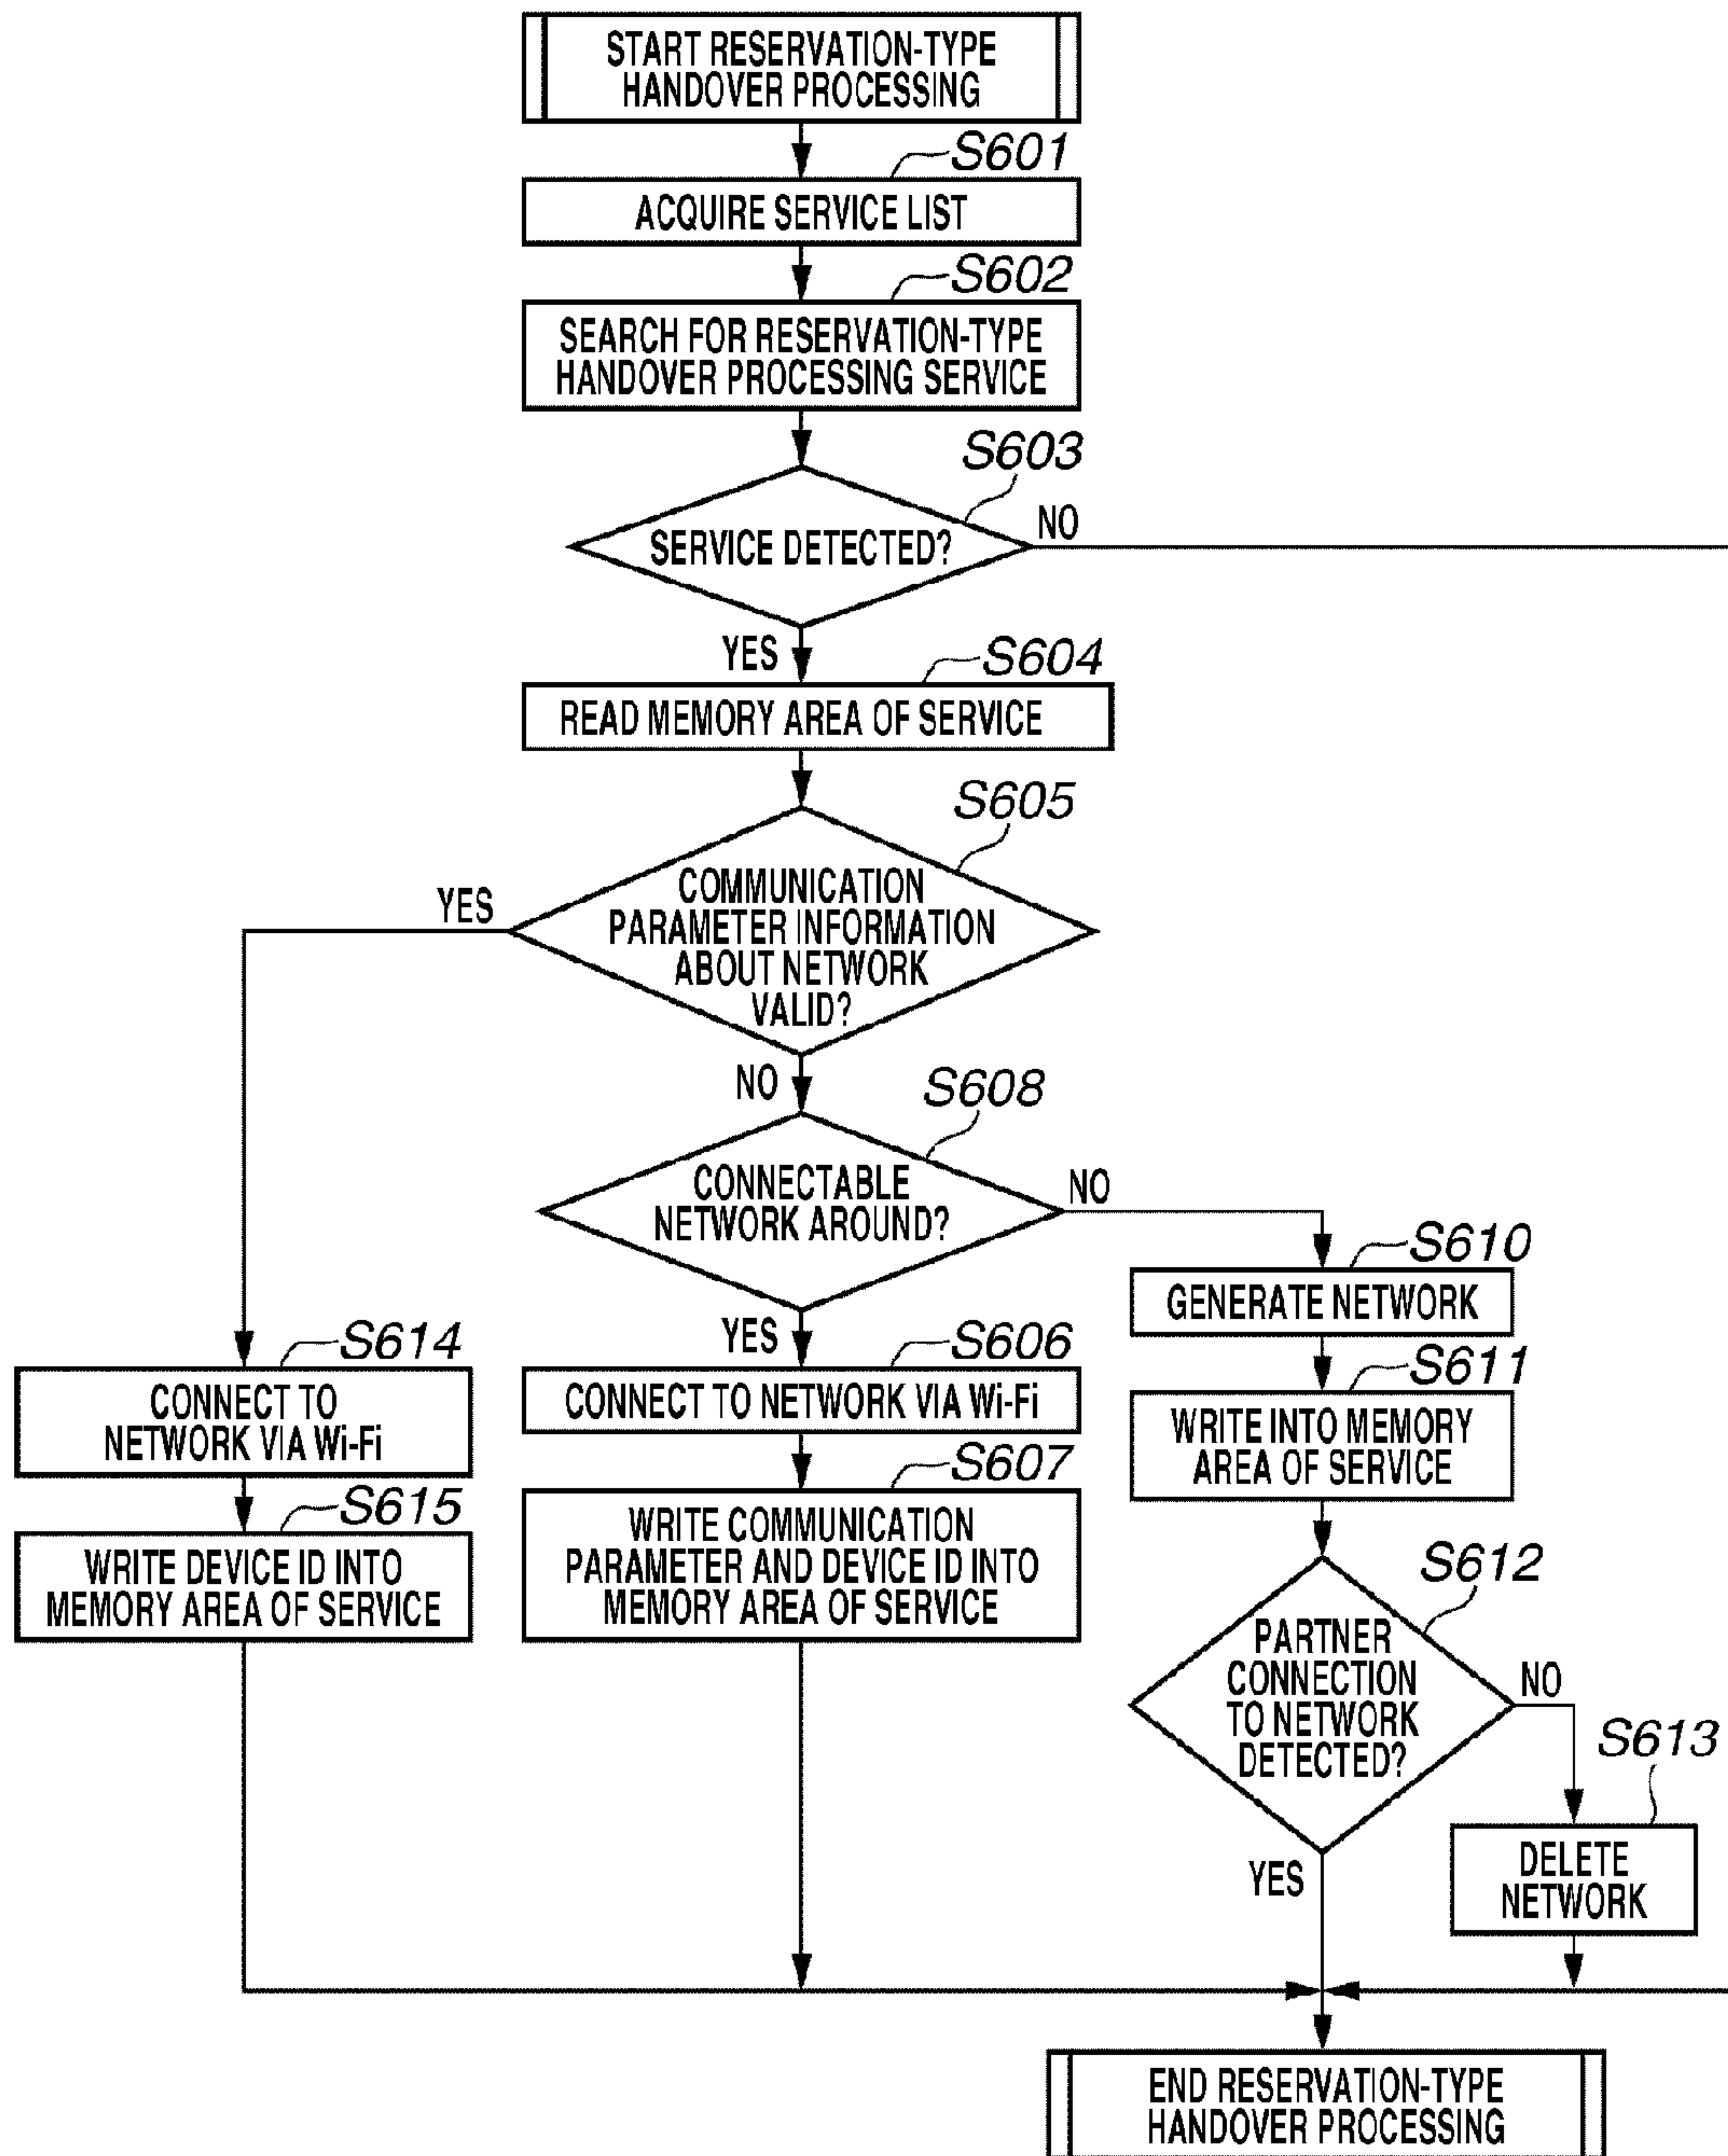 START RESERVATION-TYPE
HANDOVER PROCESSING
S601
ACQUIRE SERVICE LIST
S602
SEARCH FOR RESERVATION-TYPE
HANDOVER PROCESSING SERVICE
S603
SERVICE DETECTED?
NO
YES
S604
READ MEMORY AREA OF SERVICE
S605
COMMUNICATION
PARAMETER INFORMATION
ABOUT NETWORK
VALID?
YES
NO
S608
CONNECTABLE
NETWORK AROUND?
NO
YES
S610
GENERATE NETWORK
S614
CONNECT TO
NETWORK VIA Wi-Fi
S606
CONNECT TO NETWORK VIA Wi-Fi
S611
WRITE INTO MEMORY
AREA OF SERVICE
S615
WRITE DEVICE ID INTO
MEMORY AREA OF SERVICE
S607
WRITE COMMUNICATION
PARAMETER AND DEVICE ID INTO
MEMORY AREA OF SERVICE
S612
PARTNER
CONNECTION
TO NETWORK
DETECTED?
NO
YES
S613
DELETE
NETWORK
END RESERVATION-TYPE
HANDOVER PROCESSING